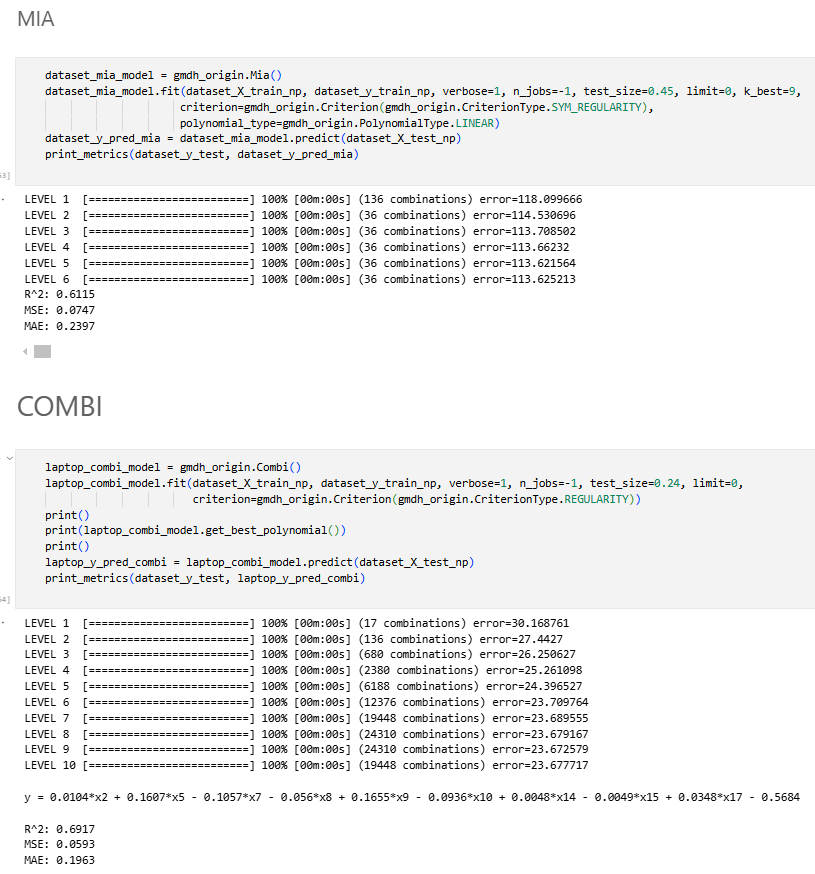 MIA
dataset_mia_model = gmdh_origin.Mia()
dataset_mia_model.fit(dataset_X_train_np, dataset_y_train_np, verbose=1, n_jobs=-1, test_size=0.45, limit=0, k_best=9,
criterion=gmdh_origin.Criterion(gmdh_origin.CriterionType.SYM_REGULARITY),
polynomial_type=gmdh_origin.PolynomialType.LINEAR)
dataset_y_pred_mia = dataset_mia_model.predict(dataset_X_test_np)
print_metrics(dataset_y_test, dataset_y_pred_mia)
53]
LEVEL 1  [=========================] 100% [00m:00s] (136 combinations) error=118.099666
LEVEL 2  [=========================] 100% [00m:00s] (36 combinations) error=114.530696
LEVEL 3  [=========================] 100% [00m:00s] (36 combinations) error=113.708502
LEVEL 4  [=========================] 100% [00m:00s] (36 combinations) error=113.66232
LEVEL 5  [=========================] 100% [00m:00s] (36 combinations) error=113.621564
LEVEL 6  [=========================] 100% [00m:00s] (36 combinations) error=113.625213
R^2: 0.6115
MSE: 0.0747
MAE: 0.2397
COMBI
laptop_combi_model = gmdh_origin.Combi()
laptop_combi_model.fit(dataset_X_train_np, dataset_y_train_np, verbose=1, n_jobs=-1, test_size=0.24, limit=0,
criterion=gmdh_origin.Criterion(gmdh_origin.CriterionType.REGULARITY))
print()
print(laptop_combi_model.get_best_polynomial())
print()
laptop_y_pred_combi = laptop_combi_model.predict(dataset_X_test_np)
print_metrics(dataset_y_test, laptop_y_pred_combi)
54]
LEVEL 1  [=========================] 100% [00m:00s] (17 combinations) error=30.168761
LEVEL 2  [=========================] 100% [00m:00s] (136 combinations) error=27.4427
LEVEL 3  [=========================] 100% [00m:00s] (680 combinations) error=26.250627
LEVEL 4  [=========================] 100% [00m:00s] (2380 combinations) error=25.261098
LEVEL 5  [=========================] 100% [00m:00s] (6188 combinations) error=24.396527
LEVEL 6  [=========================] 100% [00m:00s] (12376 combinations) error=23.709764
LEVEL 7  [=========================] 100% [00m:00s] (19448 combinations) error=23.689555
LEVEL 8  [=========================] 100% [00m:00s] (24310 combinations) error=23.679167
LEVEL 9  [=========================] 100% [00m:00s] (24310 combinations) error=23.672579
LEVEL 10 [=========================] 100% [00m:00s] (19448 combinations) error=23.677717
y = 0.0104*x2 + 0.1607*x5 - 0.1057*x7 - 0.056*x8 + 0.1655*x9 - 0.0936*x10 + 0.0048*x14 - 0.0049*x15 + 0.0348*x17 - 0.5684
R^2: 0.6917
MSE: 0.0593
MAE: 0.1963